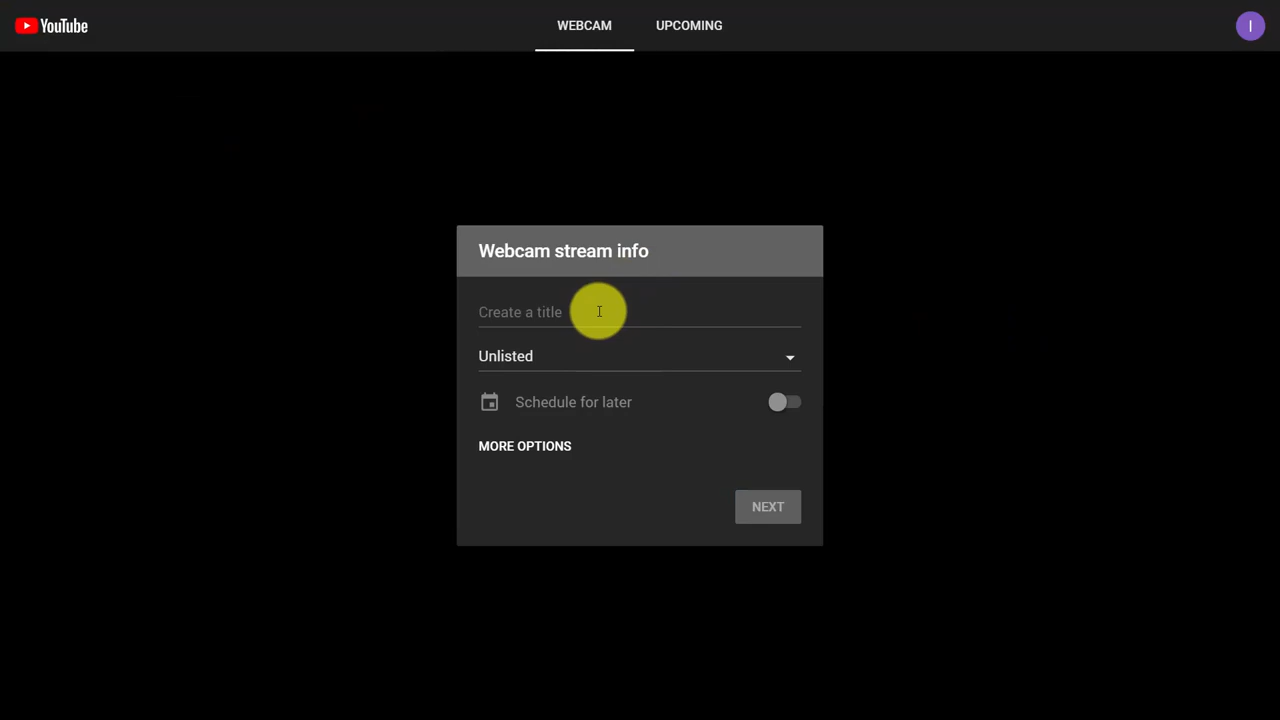 YouTube
WEBCAM
UPCOMING
I
Webcam stream info
Create a title
Unlisted
Schedule for later
MORE OPTIONS
NEXT